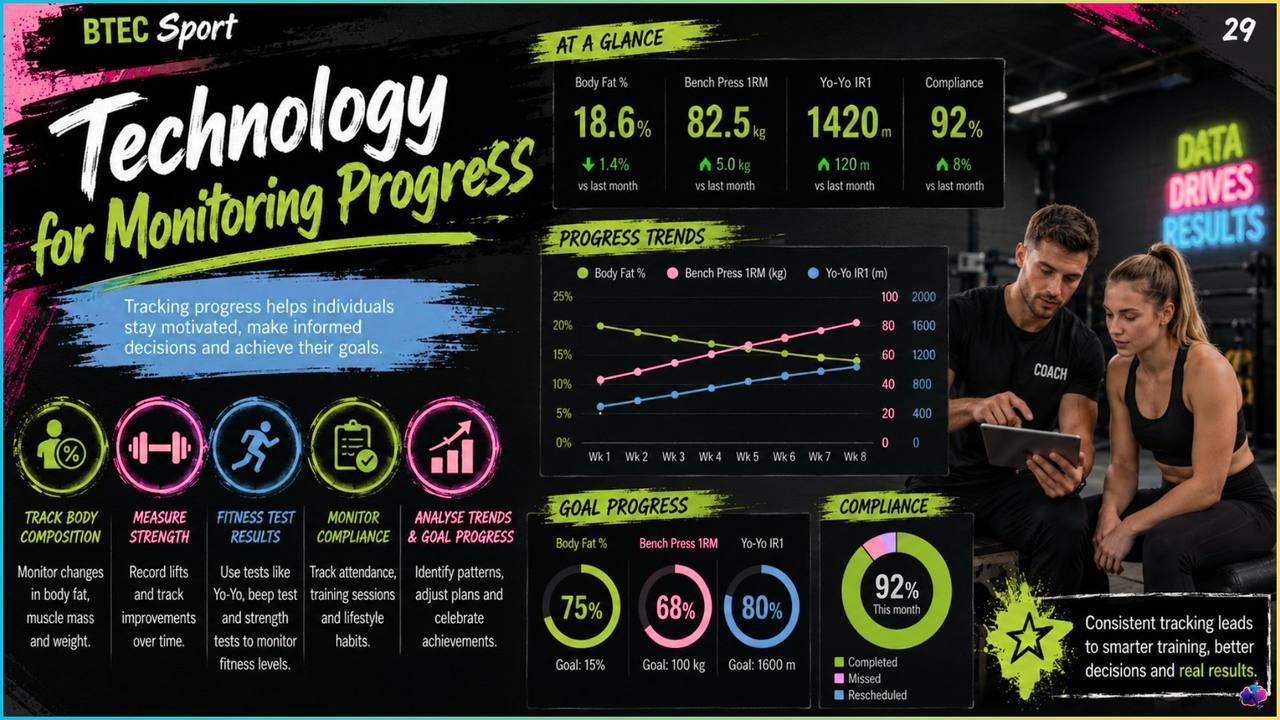 BTEC Sport
29
Technology
for Monitoring Progress
Tracking progress helps individuals
stay motivated, make informed
decisions and achieve their goals.
TRACK BODY
COMPOSITION
Monitor changes
in body fat,
muscle mass
and weight.
MEASURE
STRENGTH
Record lifts
and track
improvements
over time.
FITNESS TEST
RESULTS
Use tests like
Yo-Yo, beep test
and strength
tests to monitor
fitness levels.
MONITOR
COMPLIANCE
Track attendance,
training sessions
and lifestyle
habits.
ANALYSE TRENDS
& GOAL PROGRESS
Identify patterns,
adjust plans and
celebrate
achievements.
AT A GLANCE
Body Fat %
18.6%
1.4%
vs last month
Bench Press 1RM
82.5 kg
5.0 kg
vs last month
Yo-Yo IR1
1420 m
120 m
vs last month
Compliance
92%
8%
vs last month
PROGRESS TRENDS
Body Fat % Bench Press 1RM (kg) Yo-Yo IR1 (m)
25% 100 2000
20% 80 1600
15% 60 1200
10% 40 800
5% 20 400
0% 0 0
Wk 1 Wk 2 Wk 3 Wk 4 Wk 5 Wk 6 Wk 7 Wk 8
GOAL PROGRESS
Body Fat %
75%
Goal: 15%
Bench Press 1RM
68%
Goal: 100 kg
Yo-Yo IR1
80%
Goal: 1600 m
COMPLIANCE
92%
This month
Completed
Missed
Rescheduled
DATA
DRIVES
RESULTS
COACH
Consistent tracking leads
to smarter training, better
decisions and real results.